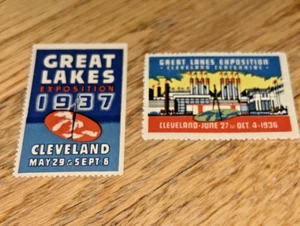 GREAT
LAKES
EXPOSITION
1937
CLEVELAND
MAY 29 to SEPT 6
GREAT LAKES EXPOSITION
CLEVELAND CENTENNIAL
CLEVELAND-JUNE 27 TO OCT. 4-1936